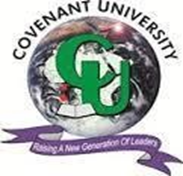 COVENANT UNIVERSITY
CU
Raising A New Generation Of Leaders